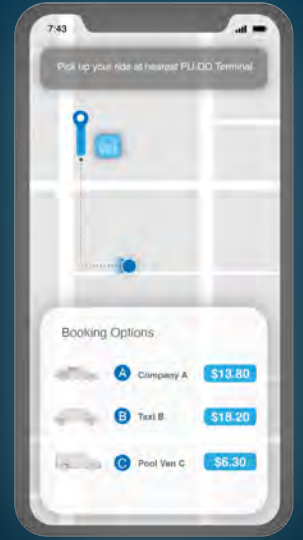 7:43
Pick up your ride at nearest PU-DO Terminal
Booking Options
A Company A $13.80
B Taxi B $18.20
C Pool Van C $6.30